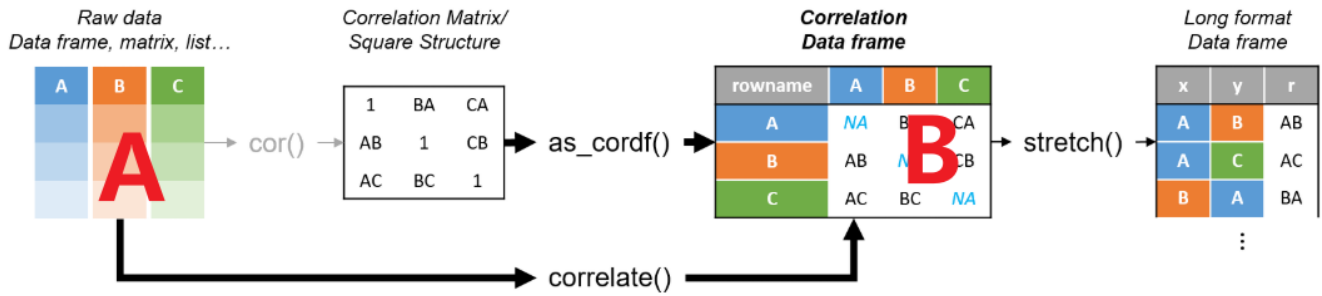 Raw data
Data frame, matrix, list...
Correlation Matrix/
Square Structure
Correlation
Data frame
Long format
Data frame
A B C
A
cor()
1 BA CA
AB 1 CB
AC BC 1
as_cordf()
rowname A B C
A NA CA
B AB CB
C AC BC NA
B
stretch()
x y r
A B AB
A C AC
B A BA
⋮
correlate()